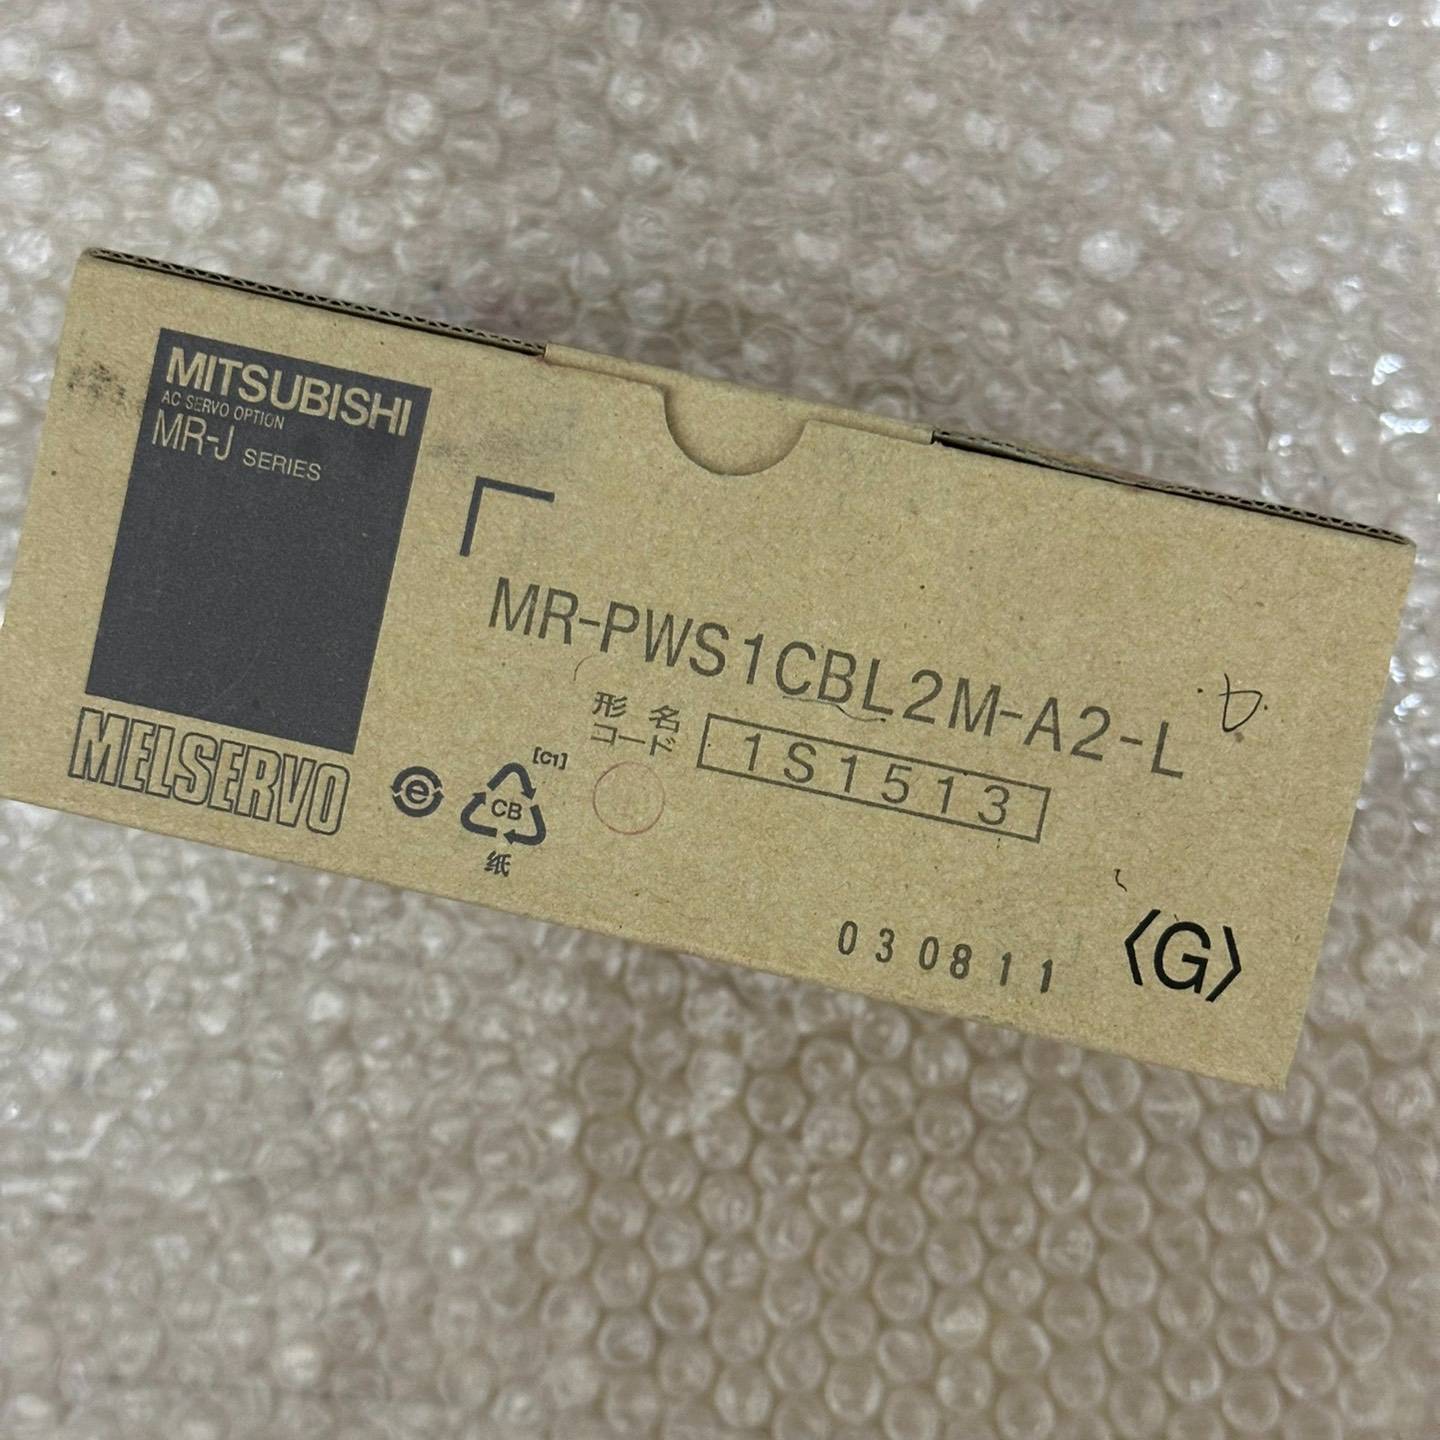 MITSUBISHI
AC SERVO OPTION
MR-J SERIES
MELSERVO
MR-PWS1CBL2M-A2-L
形名
コード
1S1513
e
[C1]
CB
纸
030811
〈G〉